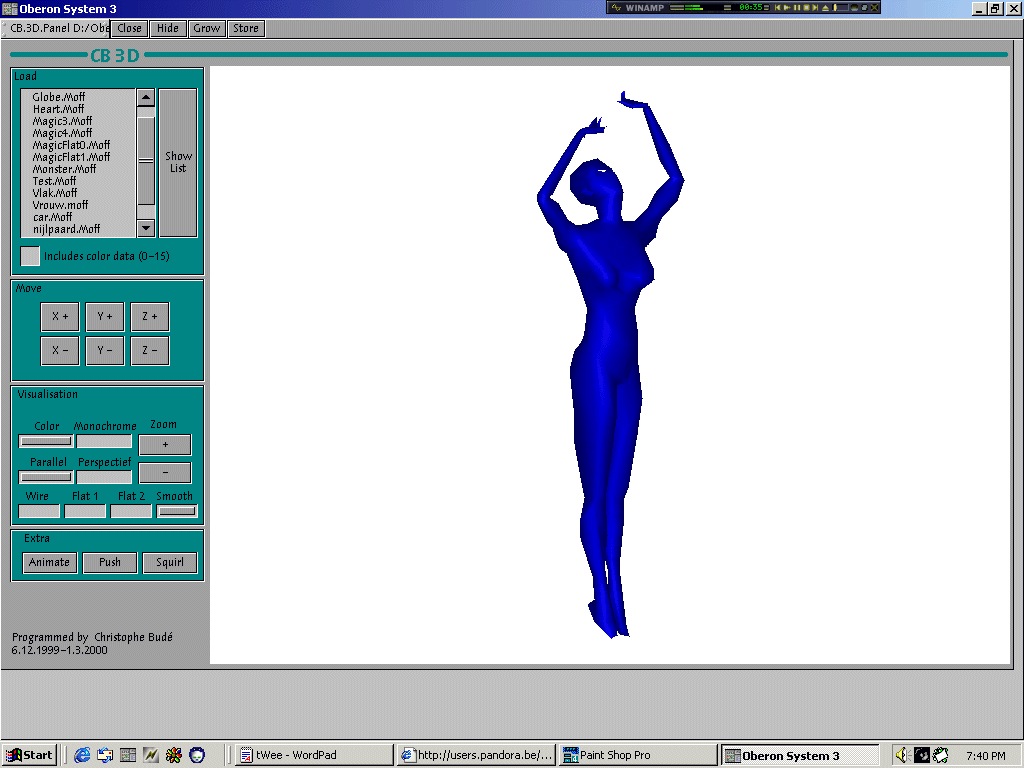 Oberon System 3
WINAMP 00:35
CB.3D.Panel D:/Obe Close Hide Grow Store
CB 3D
Load
Globe.Moff
Heart.Moff
Magic3.Moff
Magic4.Moff
MagicFlat0.Moff
MagicFlat1.Moff
Monster.Moff
Test.Moff
Vlak.Moff
Vrouw.moff
car.Moff
nijlpaard.Moff
Show
List
Includes color data (0-15)
Move
X + Y + Z +
X - Y - Z -
Visualisation
Color Monochrome Zoom
+
Parallel Perspectief
-
Wire Flat 1 Flat 2 Smooth
Extra
Animate Push Squirl
Programmed by Christophe Budé
6.12.1999-1.3.2000
Start tWee - WordPad http://users.pandora.be/... Paint Shop Pro Oberon System 3 7:40 PM